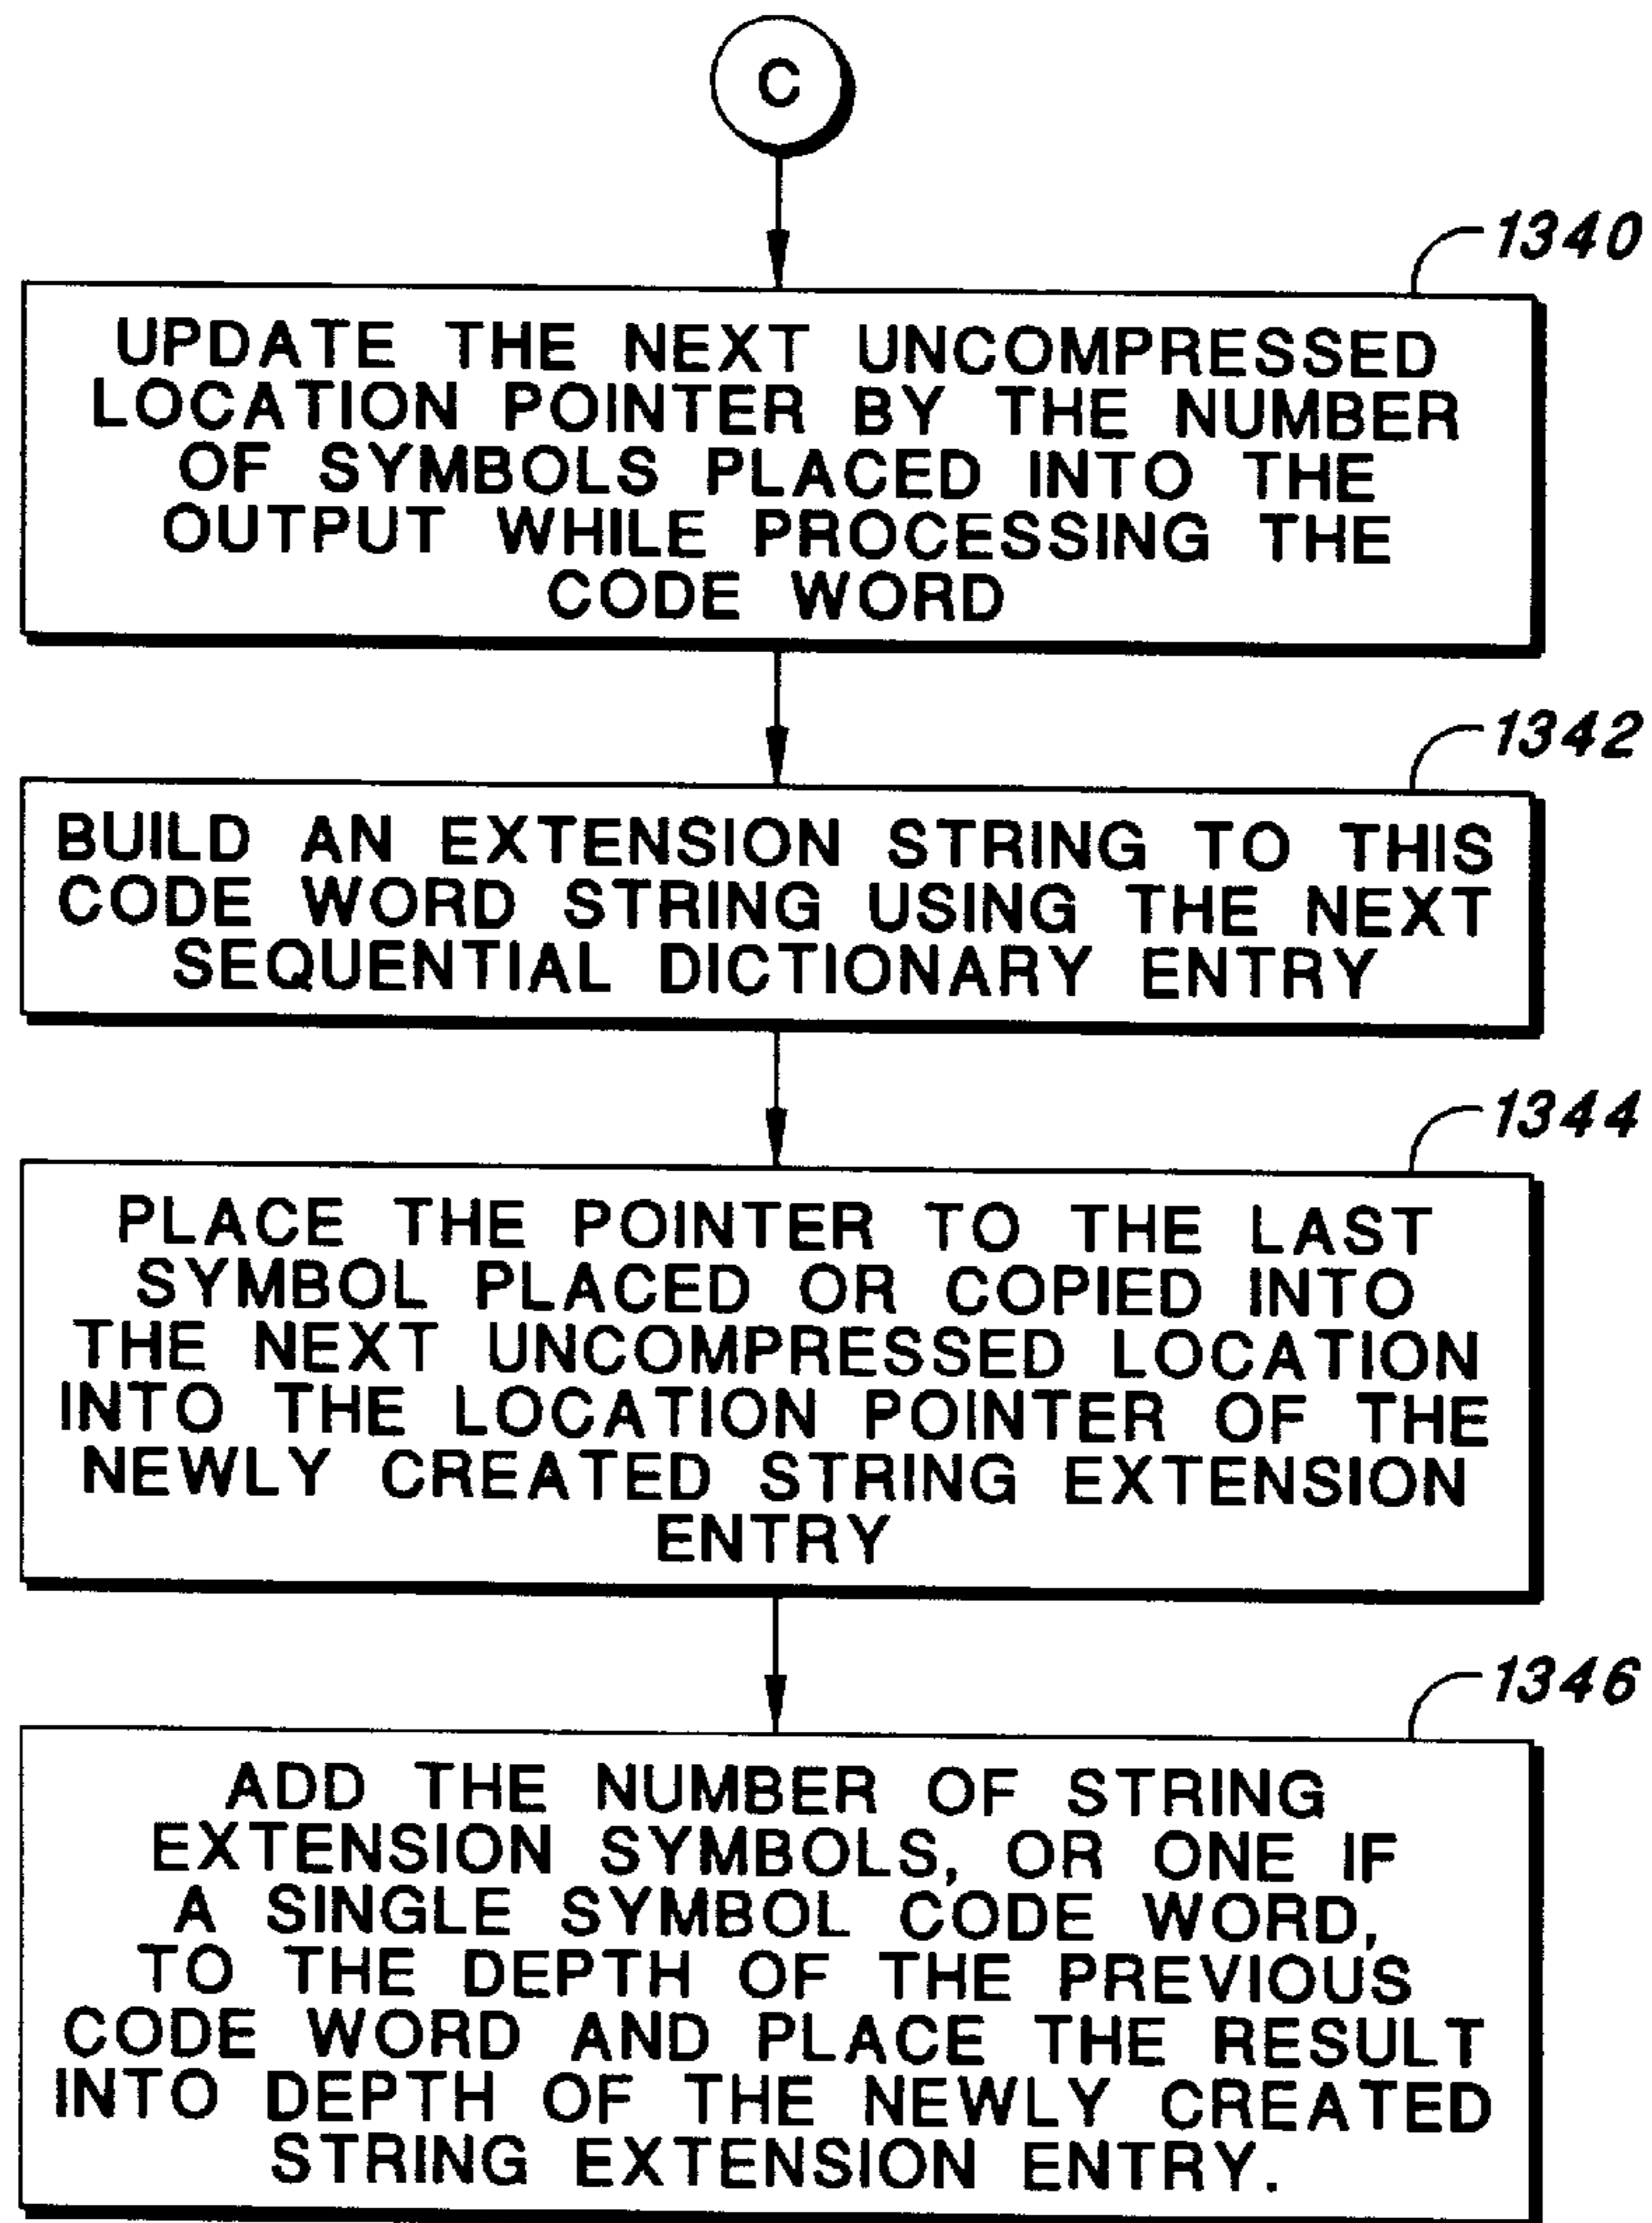 C
1340
UPDATE THE NEXT UNCOMPRESSED
LOCATION POINTER BY THE NUMBER
OF SYMBOLS PLACED INTO THE
OUTPUT WHILE PROCESSING THE
CODE WORD
1342
BUILD AN EXTENSION STRING TO THIS
CODE WORD STRING USING THE NEXT
SEQUENTIAL DICTIONARY ENTRY
1344
PLACE THE POINTER TO THE LAST
SYMBOL PLACED OR COPIED INTO
THE NEXT UNCOMPRESSED LOCATION
INTO THE LOCATION POINTER OF THE
NEWLY CREATED STRING EXTENSION
ENTRY
1346
ADD THE NUMBER OF STRING
EXTENSION SYMBOLS, OR ONE IF
A SINGLE SYMBOL CODE WORD,
TO THE DEPTH OF THE PREVIOUS
CODE WORD AND PLACE THE RESULT
INTO DEPTH OF THE NEWLY CREATED
STRING EXTENSION ENTRY.